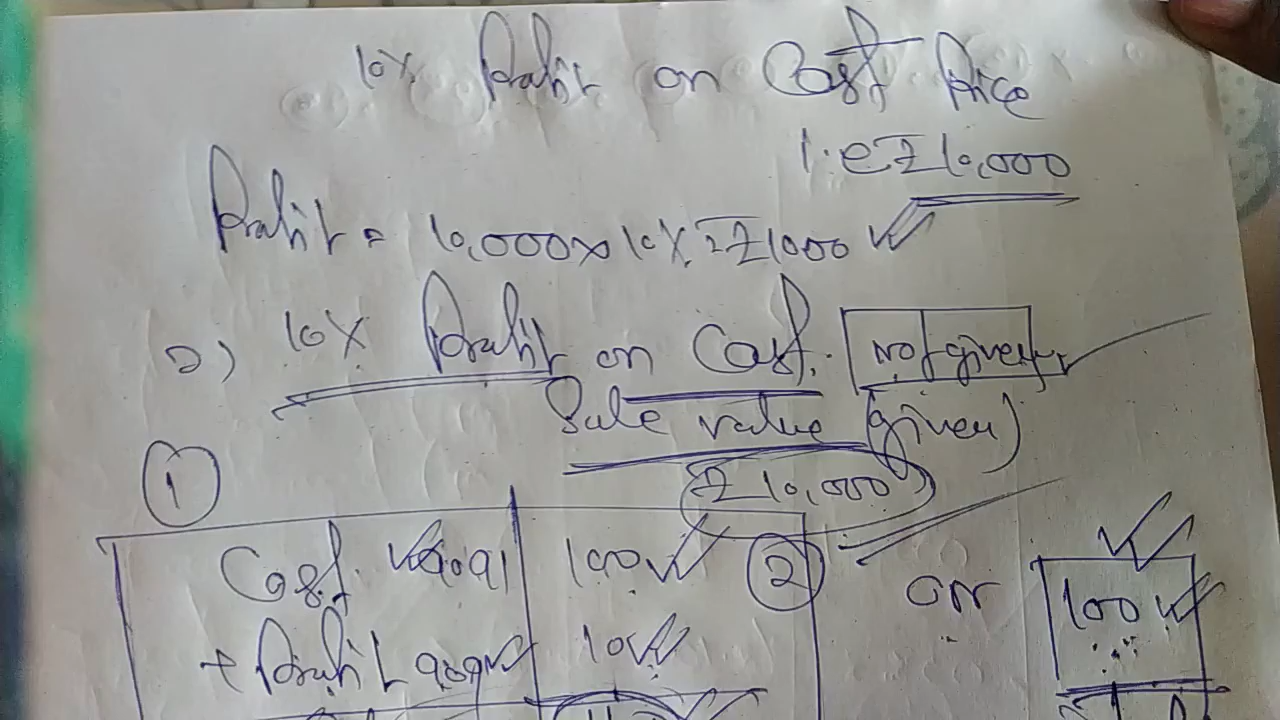 10% Profit on Cost Price
i.e ₹10,000
Profit = 10,000 x 10% = ₹1000
2) 10% Profit on Cost. not given
Sale value (given)
₹10,000
1
Cost 100
2
or 100
+ Profit 10